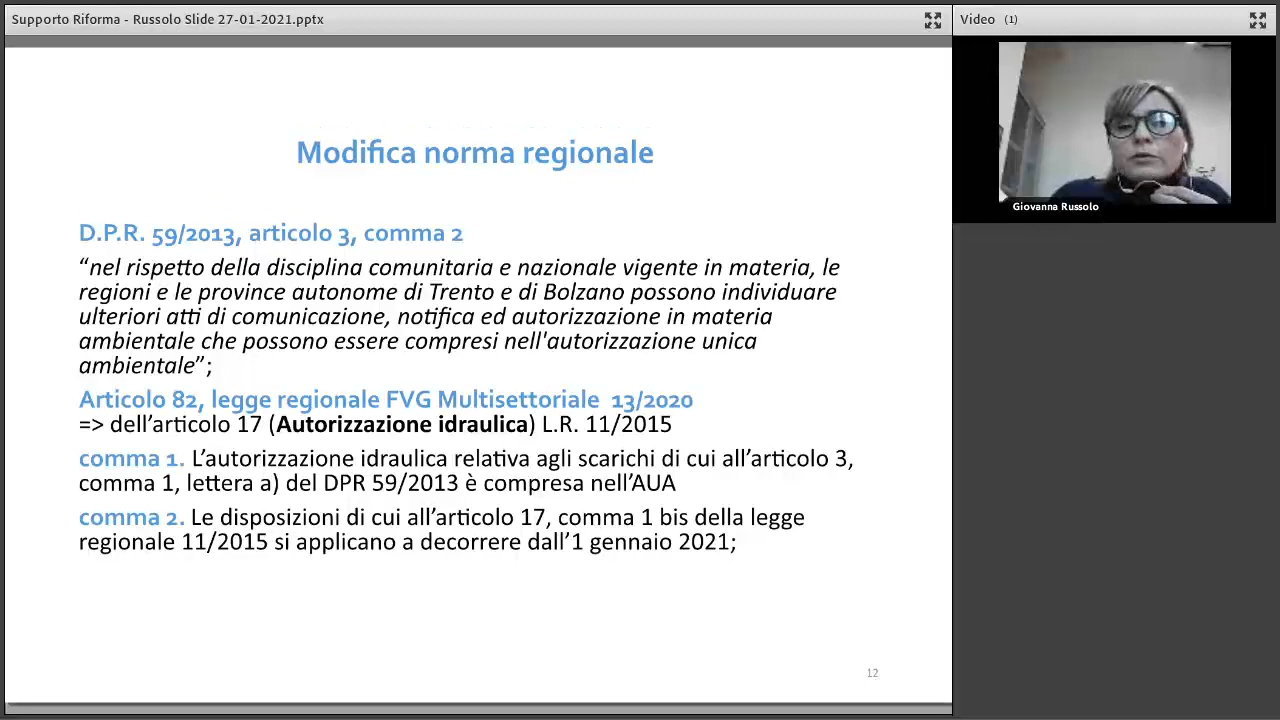 Supporto Riforma - Russolo Slide 27-01-2021.pptx
Video (1)
Giovanna Russolo
Modifica norma regionale
D.P.R. 59/2013, articolo 3, comma 2
“nel rispetto della disciplina comunitaria e nazionale vigente in materia, le
regioni e le province autonome di Trento e di Bolzano possono individuare
ulteriori atti di comunicazione, notifica ed autorizzazione in materia
ambientale che possono essere compresi nell'autorizzazione unica
ambientale”;
Articolo 82, legge regionale FVG Multisettoriale 13/2020
=> dell’articolo 17 (Autorizzazione idraulica) L.R. 11/2015
comma 1. L’autorizzazione idraulica relativa agli scarichi di cui all’articolo 3,
comma 1, lettera a) del DPR 59/2013 è compresa nell’AUA
comma 2. Le disposizioni di cui all’articolo 17, comma 1 bis della legge
regionale 11/2015 si applicano a decorrere dall’1 gennaio 2021;
12